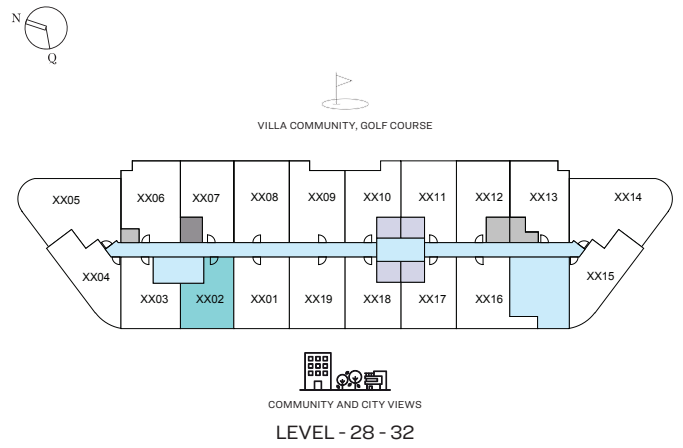 N
Q
VILLA COMMUNITY, GOLF COURSE
XX05 XX06 XX07 XX08 XX09 XX10 XX11 XX12 XX13 XX14
XX04 XX03 XX02 XX01 XX19 XX18 XX17 XX16 XX15
COMMUNITY AND CITY VIEWS
LEVEL - 28 - 32